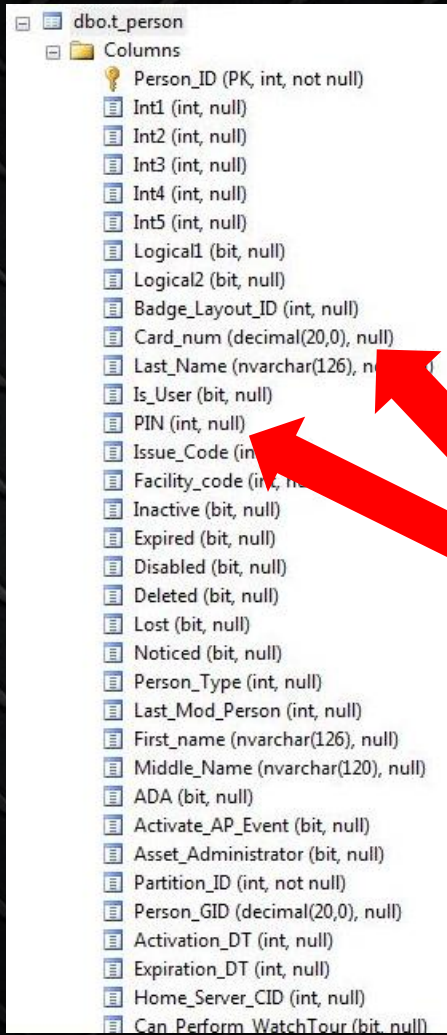 dbo.t_person
Columns
Person_ID (PK, int, not null)
Int1 (int, null)
Int2 (int, null)
Int3 (int, null)
Int4 (int, null)
Int5 (int, null)
Logical1 (bit, null)
Logical2 (bit, null)
Badge_Layout_ID (int, null)
Card_num (decimal(20,0), null)
Last_Name (nvarchar(126),
Is_User (bit, null)
PIN (int, null)
Issue_Code
Facility_code (int,
Inactive (bit, null)
Expired (bit, null)
Disabled (bit, null)
Deleted (bit, null)
Lost (bit, null)
Noticed (bit, null)
Person_Type (int, null)
Last_Mod_Person (int, null)
First_name (nvarchar(126), null)
Middle_Name (nvarchar(120), null)
ADA (bit, null)
Activate_AP_Event (bit, null)
Asset_Administrator (bit, null)
Partition_ID (int, not null)
Person_GID (decimal(20,0), null)
Activation_DT (int, null)
Expiration_DT (int, null)
Home_Server_CID (int, null)
Can_Perform_WatchTour (bit, null)